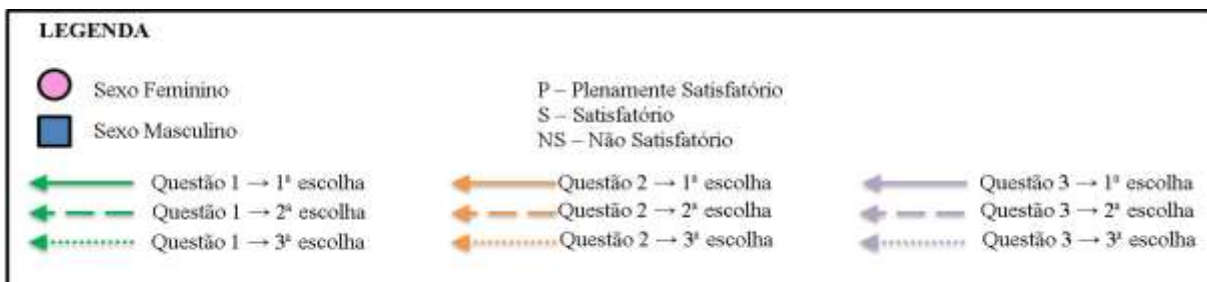 LEGENDA
Sexo Feminino
Sexo Masculino
P – Plenamente Satisfatório
S – Satisfatório
NS – Não Satisfatório
Questão 1 → 1ª escolha
Questão 2 → 1ª escolha
Questão 3 → 1ª escolha
Questão 1 → 2ª escolha
Questão 2 → 2ª escolha
Questão 3 → 2ª escolha
Questão 1 → 3ª escolha
Questão 2 → 3ª escolha
Questão 3 → 3ª escolha